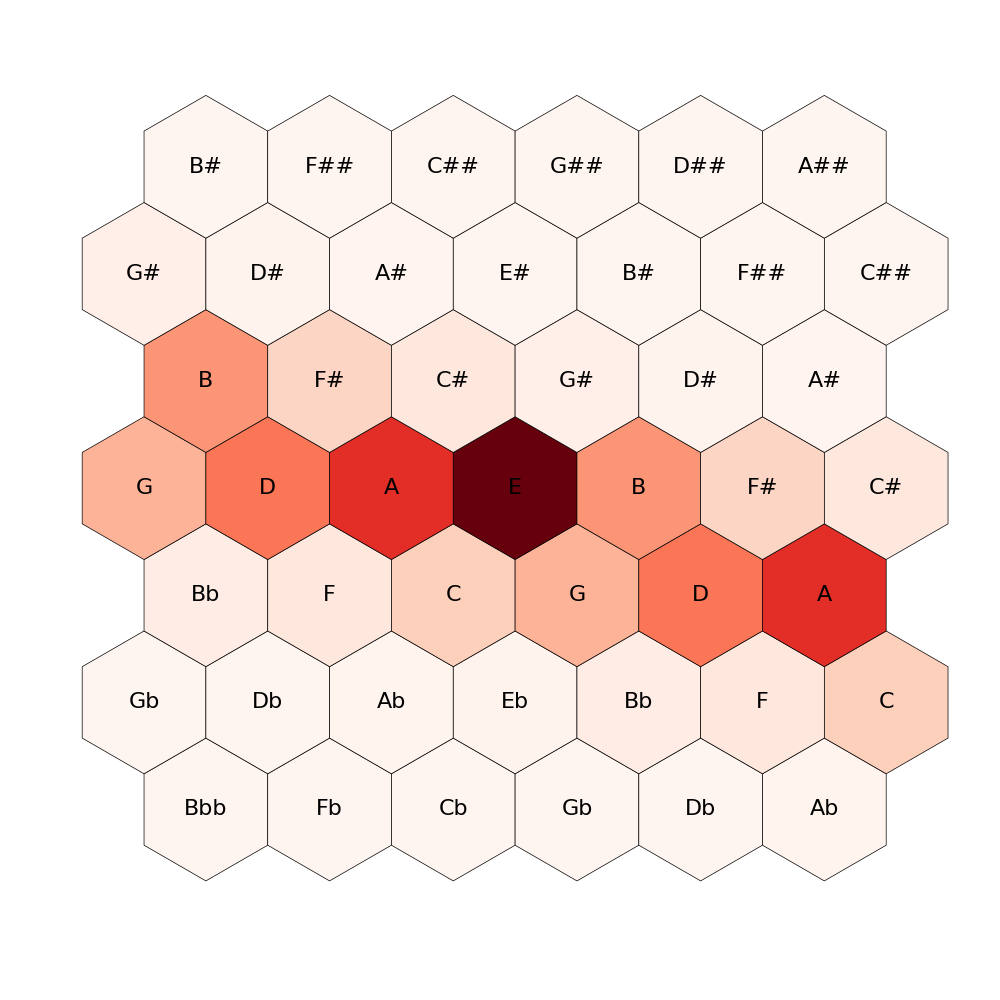 B# F## C## G## D## A##
G# D# A# E# B# F## C##
B F# C# G# D# A#
G D A E B F# C#
Bb F C G D A
Gb Db Ab Eb Bb F C
Bbb Fb Cb Gb Db Ab